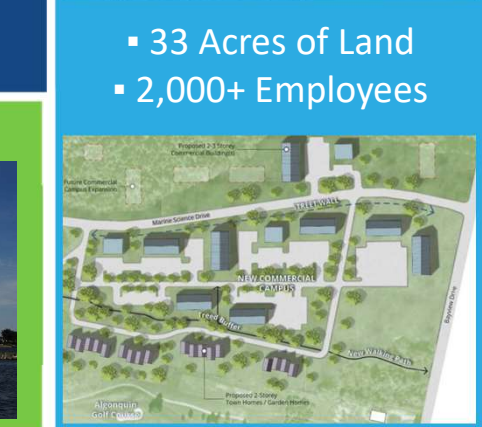 ▪ 33 Acres of Land
▪ 2,000+ Employees
Proposed 2-3 Storey
Commercial Building(s)
Future Commercial
Campus Expansion
Marine Science Drive
STREET WALL
NEW COMMERCIAL
CAMPUS
Bayview Drive
Treed Buffer
New Walking Path
Proposed 2-Storey
Town Homes / Garden Homes
Algonquin
Golf Course